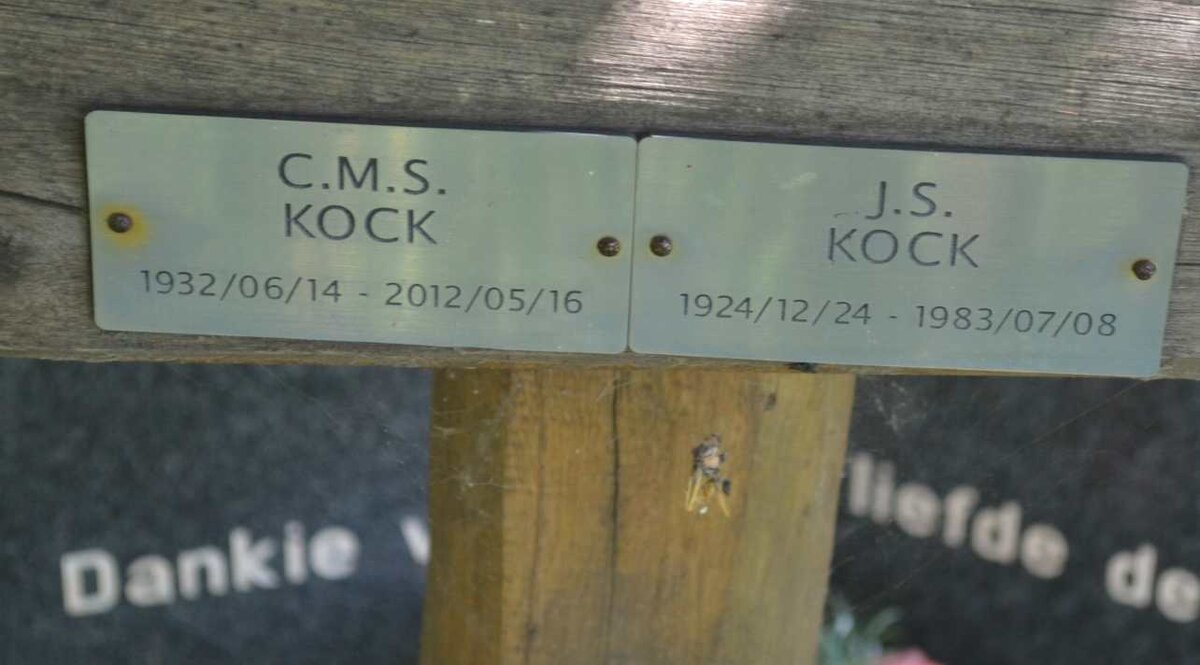 C.M.S.
KOCK
1932/06/14 - 2012/05/16
J.S.
KOCK
1924/12/24 - 1983/07/08
Dankie
liefde